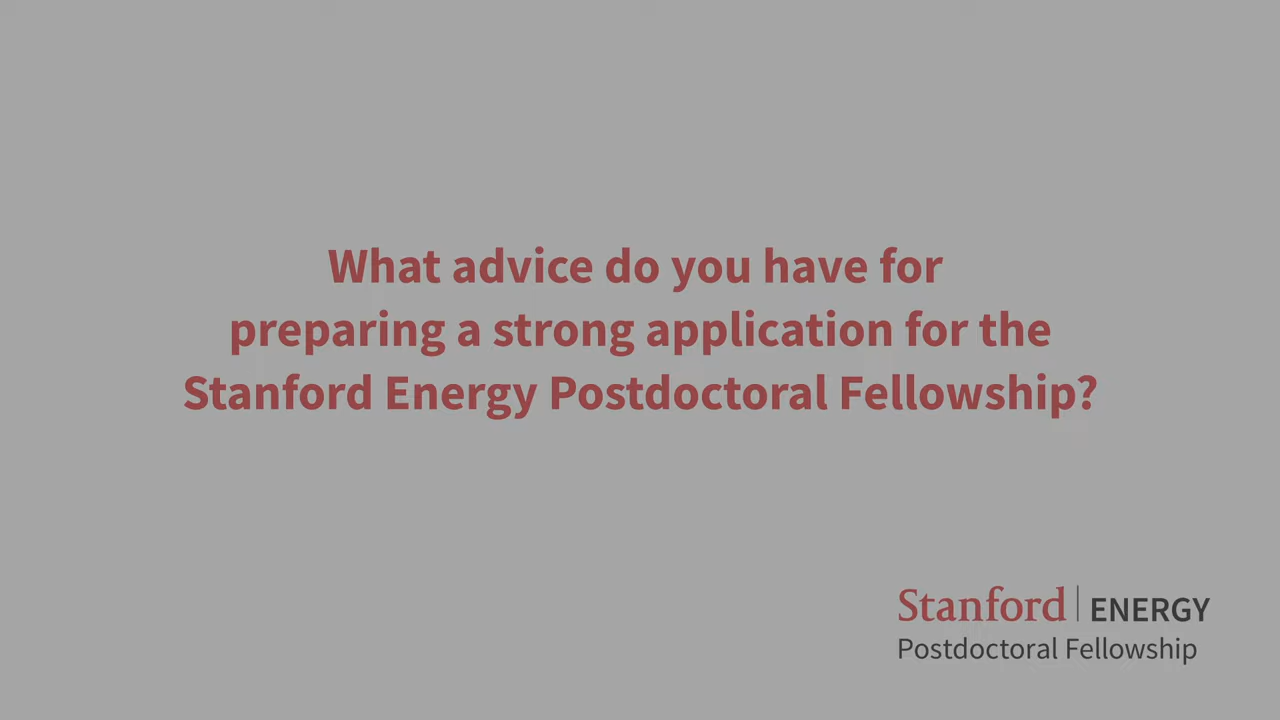 What advice do you have for
preparing a strong application for the
Stanford Energy Postdoctoral Fellowship?
Stanford | ENERGY
Postdoctoral Fellowship